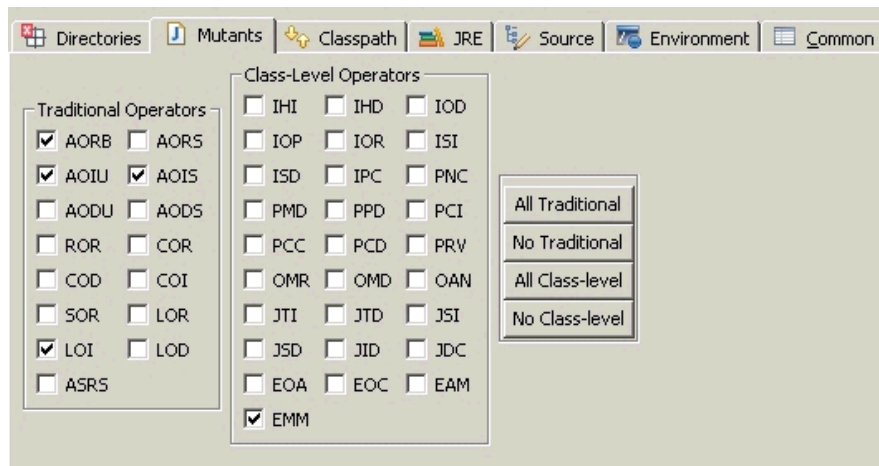 Directories Mutants Classpath JRE Source Environment Common
Traditional Operators
AORB AORS
AOIU AOIS
AODU AODS
ROR COR
COD COI
SOR LOR
LOI LOD
ASRS
Class-Level Operators
IHI IHD IOD
IOP IOR ISI
ISD IPC PNC
PMD PPD PCI
PCC PCD PRV
OMR OMD OAN
JTI JTD JSI
JSD JID JDC
EOA EOC EAM
EMM
All Traditional
No Traditional
All Class-level
No Class-level